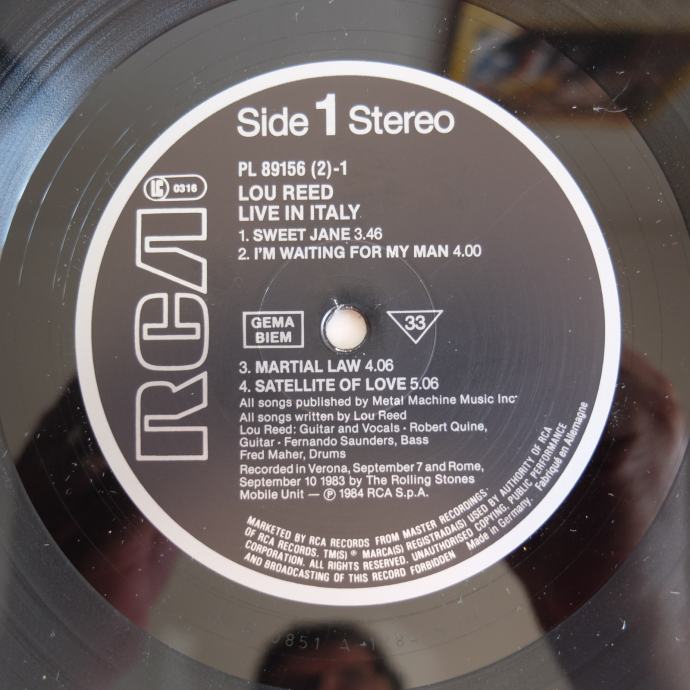 Side 1 Stereo
PL 89156 (2)-1
LC 0316
LOU REED
LIVE IN ITALY
1. SWEET JANE 3.46
2. I'M WAITING FOR MY MAN 4.00
RCA
GEMA
BIEM
33
3. MARTIAL LAW 4.06
4. SATELLITE OF LOVE 5.06
All songs published by Metal Machine Music Inc.
All songs written by Lou Reed
Lou Reed: Guitar and Vocals · Robert Quine,
Guitar · Fernando Saunders, Bass
Fred Maher, Drums
Recorded in Verona, September 7 and Rome,
September 10 1983 by The Rolling Stones
Mobile Unit — ℗ 1984 RCA S.p.A.
MARKETED BY RCA RECORDS FROM MASTER RECORDINGS.
OF RCA RECORDS. TM(S) ® MARCA(S) REGISTRADA(S) USED BY AUTHORITY OF RCA
CORPORATION. ALL RIGHTS RESERVED. UNAUTHORISED COPYING, PUBLIC PERFORMANCE
AND BROADCASTING OF THIS RECORD FORBIDDEN Made in Germany. Fabriqué en Allemagne